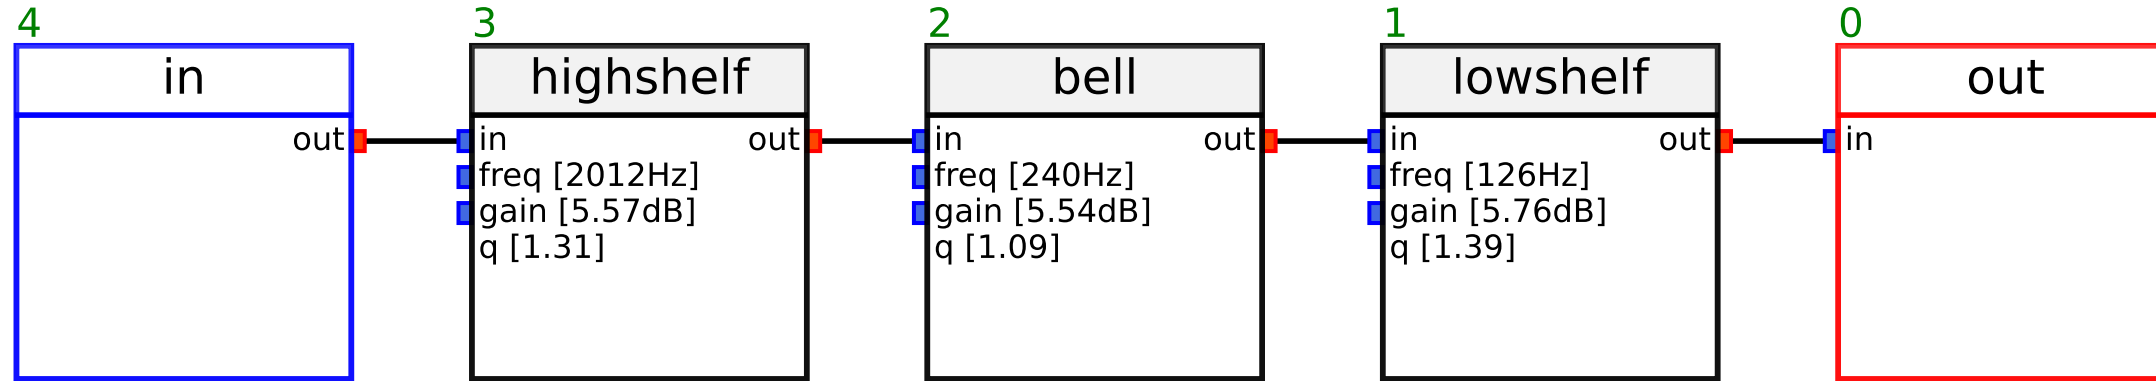 4
in
out
3
highshelf
in out
freq [2012Hz]
gain [5.57dB]
q [1.31]
2
bell
in out
freq [240Hz]
gain [5.54dB]
q [1.09]
1
lowshelf
in out
freq [126Hz]
gain [5.76dB]
q [1.39]
0
out
in